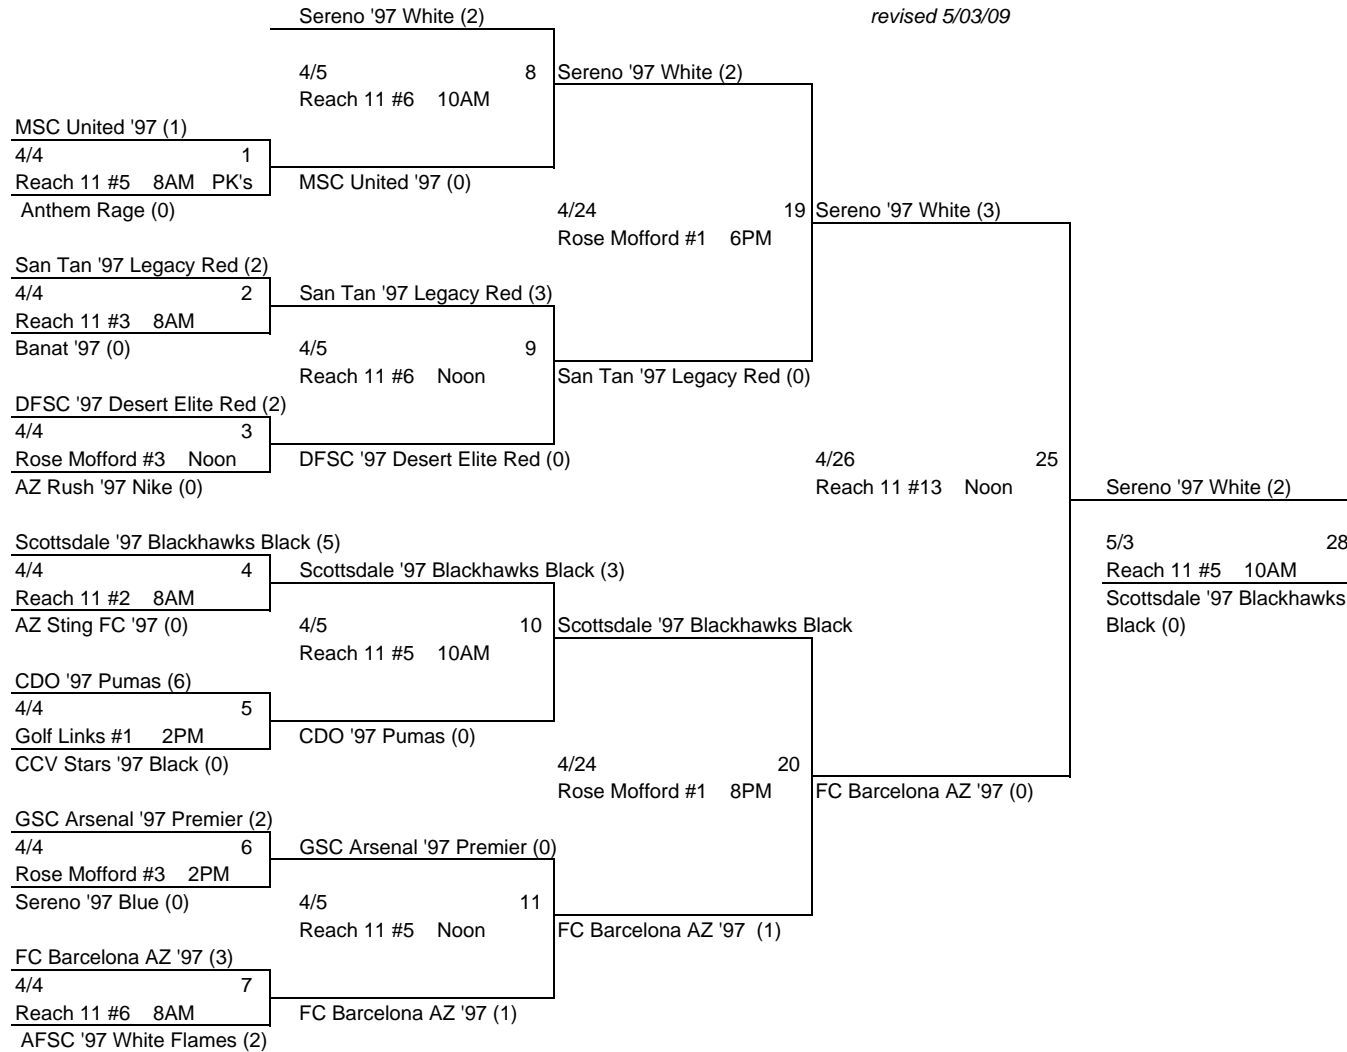 Sereno '97 White (2)
revised 5/03/09
4/5 8
Sereno '97 White (2)
Reach 11 #6 10AM
MSC United '97 (1)
4/4 1
Reach 11 #5 8AM PK's
MSC United '97 (0)
Anthem Rage (0)
4/24 19
Sereno '97 White (3)
Rose Mofford #1 6PM
San Tan '97 Legacy Red (2)
4/4 2
San Tan '97 Legacy Red (3)
Reach 11 #3 8AM
Banat '97 (0)
4/5 9
Reach 11 #6 Noon
San Tan '97 Legacy Red (0)
DFSC '97 Desert Elite Red (2)
4/4 3
Rose Mofford #3 Noon
DFSC '97 Desert Elite Red (0)
4/26 25
AZ Rush '97 Nike (0)
Reach 11 #13 Noon
Sereno '97 White (2)
Scottsdale '97 Blackhawks Black (5)
5/3 28
4/4 4
Scottsdale '97 Blackhawks Black (3)
Reach 11 #5 10AM
Reach 11 #2 8AM
Scottsdale '97 Blackhawks
Black (0)
AZ Sting FC '97 (0)
4/5 10
Scottsdale '97 Blackhawks Black
Reach 11 #5 10AM
CDO '97 Pumas (6)
4/4 5
Golf Links #1 2PM
CDO '97 Pumas (0)
CCV Stars '97 Black (0)
4/24 20
Rose Mofford #1 8PM
FC Barcelona AZ '97 (0)
GSC Arsenal '97 Premier (2)
4/4 6
GSC Arsenal '97 Premier (0)
Rose Mofford #3 2PM
Sereno '97 Blue (0)
4/5 11
Reach 11 #5 Noon
FC Barcelona AZ '97 (1)
FC Barcelona AZ '97 (3)
4/4 7
Reach 11 #6 8AM
FC Barcelona AZ '97 (1)
AFSC '97 White Flames (2)